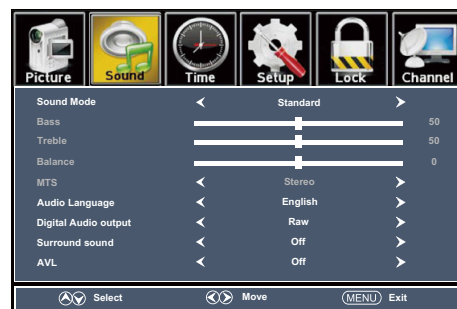 Picture Sound Time Setup Lock Channel
Sound Mode Standard
Bass 50
Treble 50
Balance 0
MTS Stereo
Audio Language English
Digital Audio output Raw
Surround sound Off
AVL Off
Select Move MENU Exit